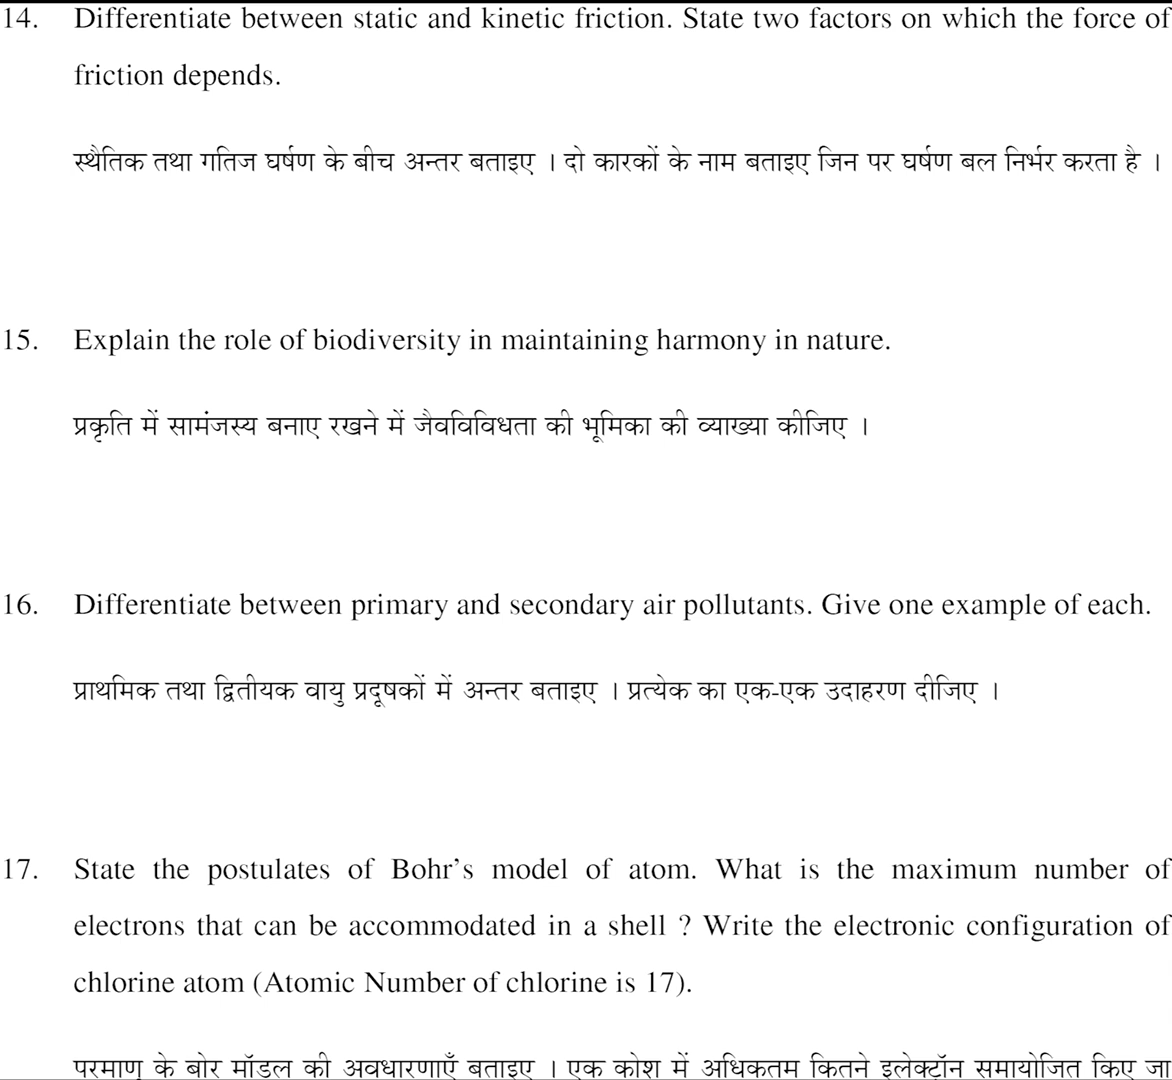 14. Differentiate between static and kinetic friction. State two factors on which the force of
friction depends.
स्थैतिक तथा गतिज घर्षण के बीच अन्तर बताइए । दो कारकों के नाम बताइए जिन पर घर्षण बल निर्भर करता है ।
15. Explain the role of biodiversity in maintaining harmony in nature.
प्रकृति में सामंजस्य बनाए रखने में जैवविविधता की भूमिका की व्याख्या कीजिए ।
16. Differentiate between primary and secondary air pollutants. Give one example of each.
प्राथमिक तथा द्वितीयक वायु प्रदूषकों में अन्तर बताइए । प्रत्येक का एक-एक उदाहरण दीजिए ।
17. State the postulates of Bohr’s model of atom. What is the maximum number of
electrons that can be accommodated in a shell ? Write the electronic configuration of
chlorine atom (Atomic Number of chlorine is 17).
परमाणु के बोर मॉडल की अवधारणाएँ बताइए । एक कोश में अधिकतम कितने इलेक्ट्रॉन समायोजित किए जा